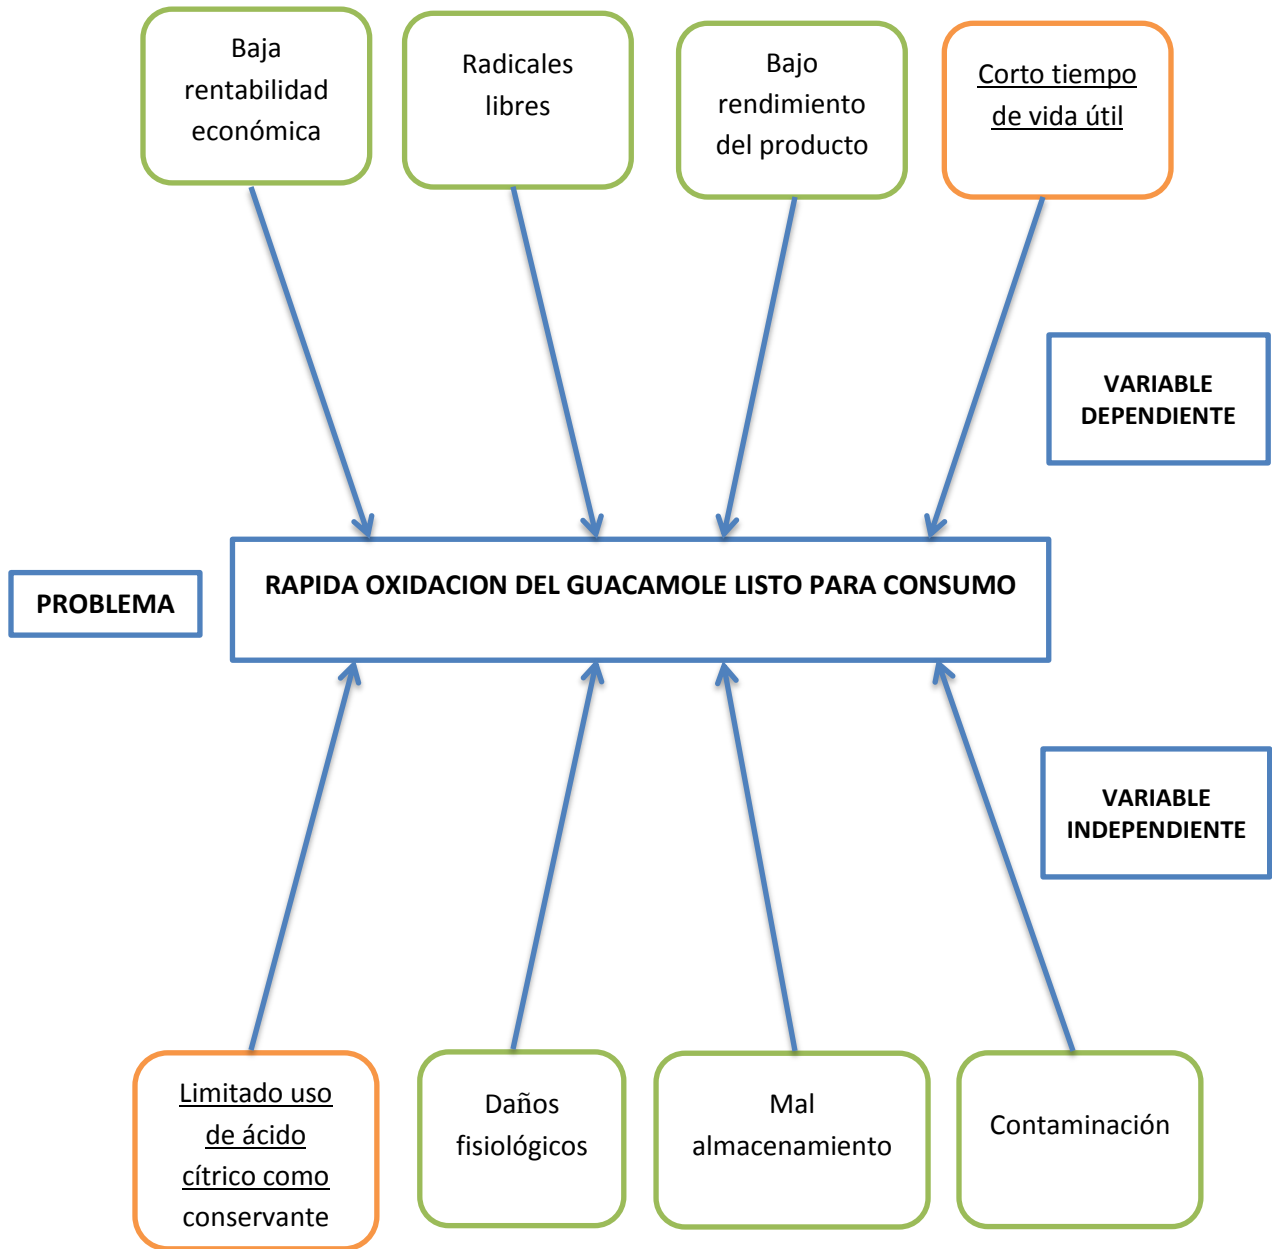 Baja
rentabilidad
económica
Radicales
libres
Bajo
rendimiento
del producto
Corto tiempo
de vida útil
VARIABLE
DEPENDIENTE
PROBLEMA
RAPIDA OXIDACION DEL GUACAMOLE LISTO PARA CONSUMO
VARIABLE
INDEPENDIENTE
Limitado uso
de ácido
cítrico como
conservante
Daños
fisiológicos
Mal
almacenamiento
Contaminación